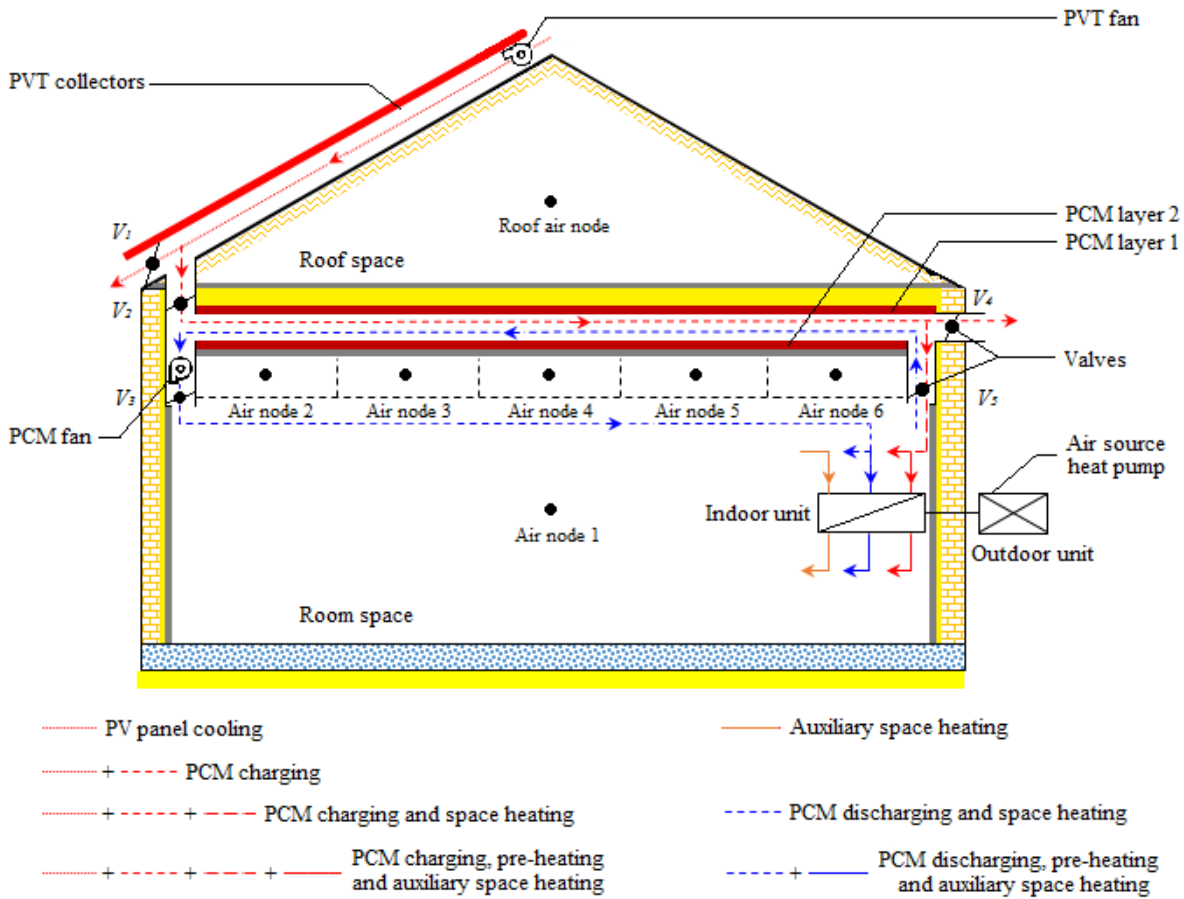 PVT fan
PVT collectors
PCM layer 2
PCM layer 1
V₁
Roof air node
Roof space
V₂
V₄
Valves
V₃
V₅
Air node 2
Air node 3
Air node 4
Air node 5
Air node 6
PCM fan
Air source
heat pump
Indoor unit
Air node 1
Outdoor unit
Room space
PV panel cooling
Auxiliary space heating
+ PCM charging
+ + PCM charging and space heating
PCM discharging and space heating
+ + + PCM charging, pre-heating
and auxiliary space heating
+ PCM discharging, pre-heating
and auxiliary space heating